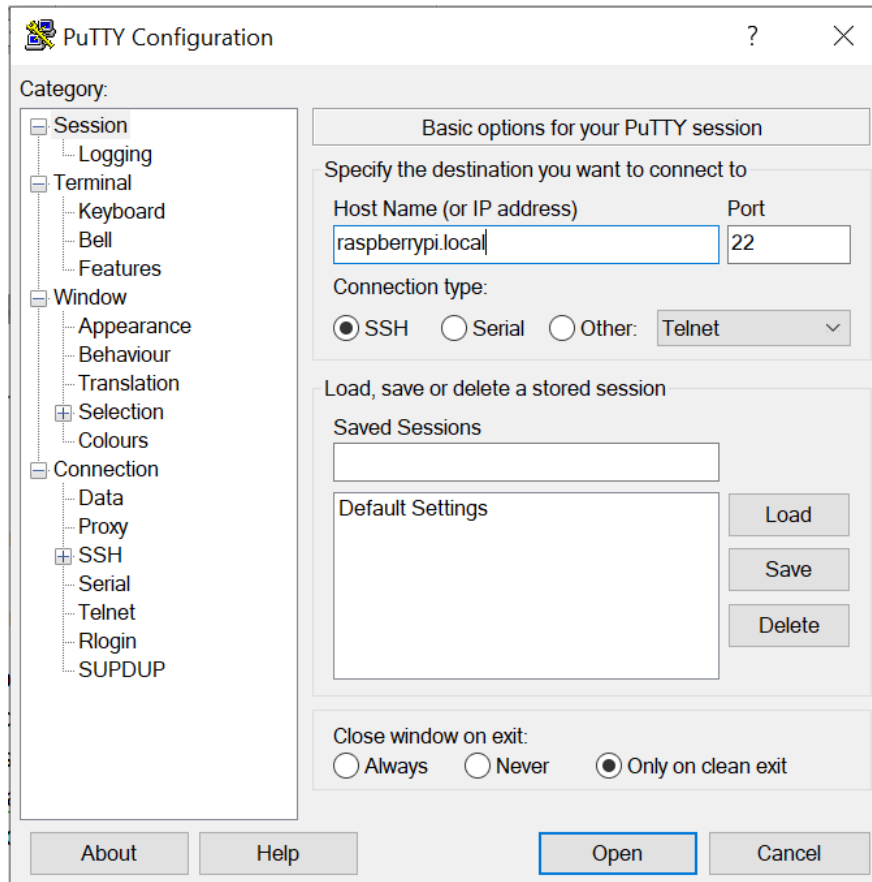 PuTTY Configuration
?
Category:
Session
Logging
Terminal
Keyboard
Bell
Features
Window
Appearance
Behaviour
Translation
Selection
Colours
Connection
Data
Proxy
SSH
Serial
Telnet
Rlogin
SUPDUP
Basic options for your PuTTY session
Specify the destination you want to connect to
Host Name (or IP address) Port
raspberrypi.local 22
Connection type:
SSH Serial Other: Telnet
Load, save or delete a stored session
Saved Sessions
Default Settings
Load
Save
Delete
Close window on exit:
Always Never Only on clean exit
About Help Open Cancel